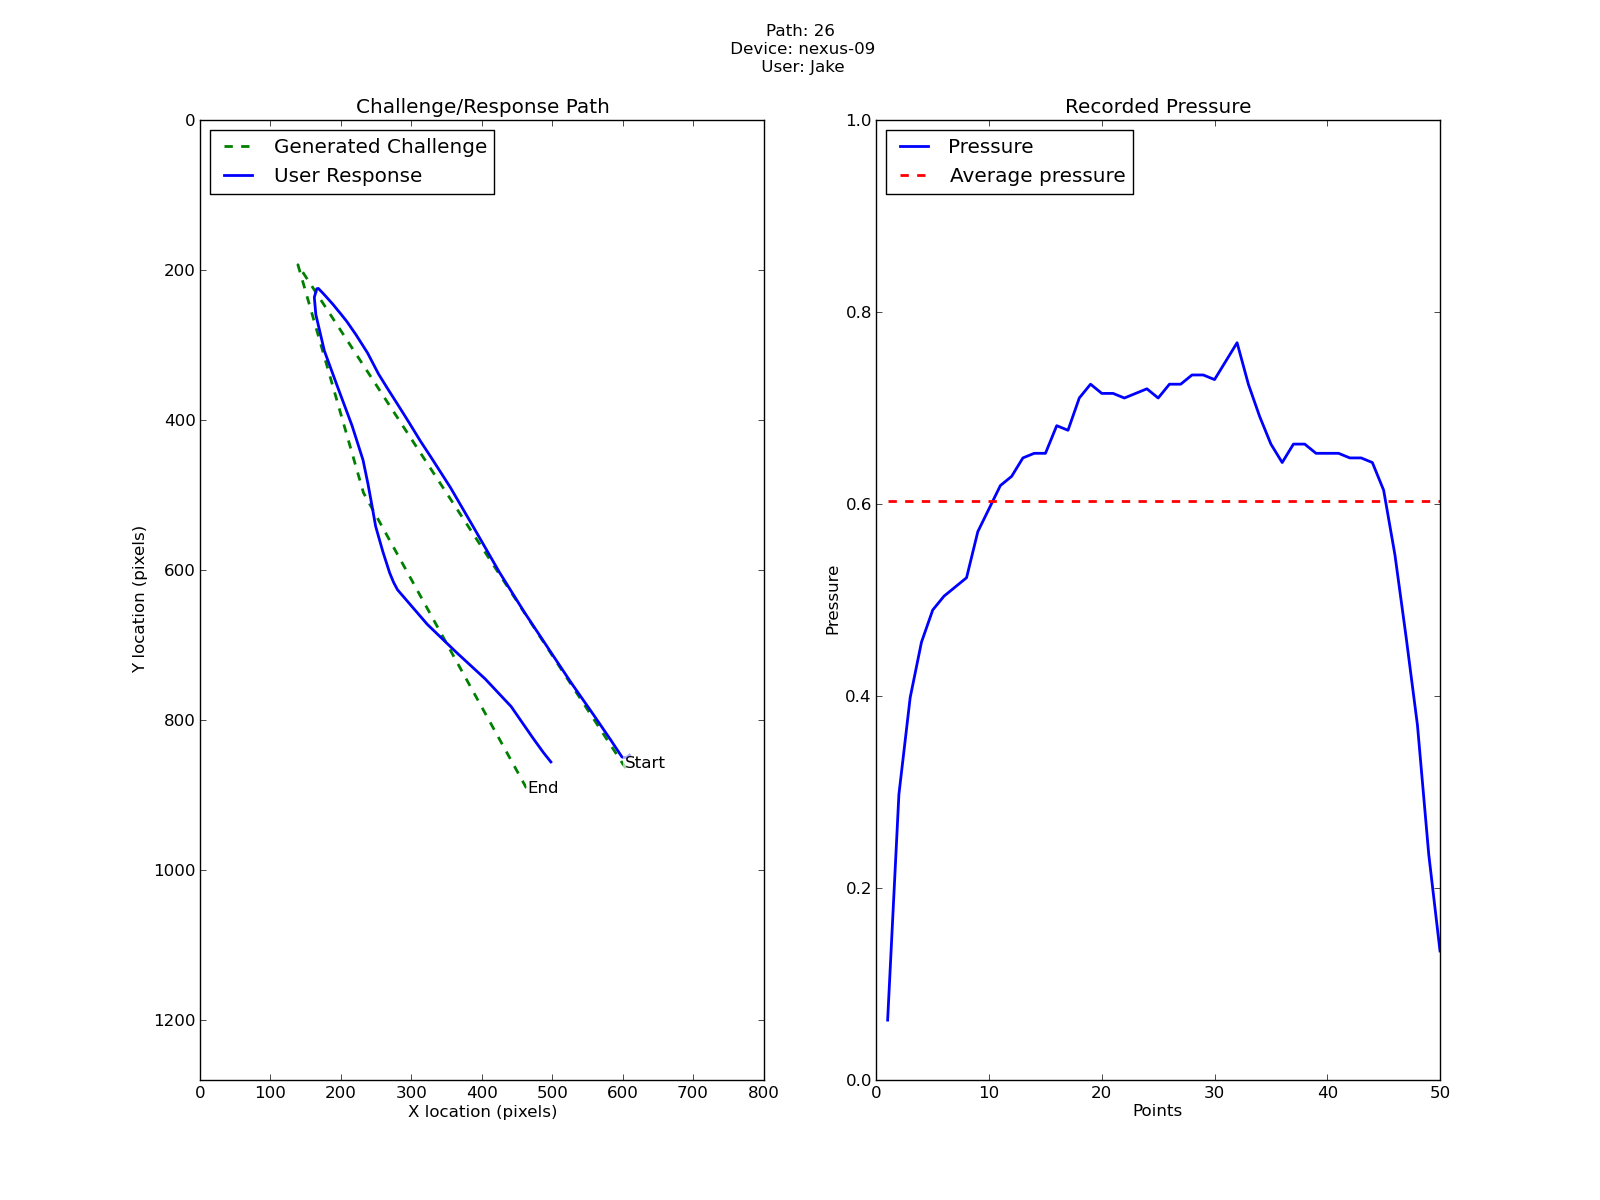 Path: 26
Device: nexus-09
User: Jake
Challenge/Response Path
Generated Challenge
User Response
Start
End
0
200
400
600
800
1000
1200
Y location (pixels)
0 100 200 300 400 500 600 700 800
X location (pixels)
Recorded Pressure
Pressure
Average pressure
1.0
0.8
0.6
0.4
0.2
0.0
Pressure
0 10 20 30 40 50
Points